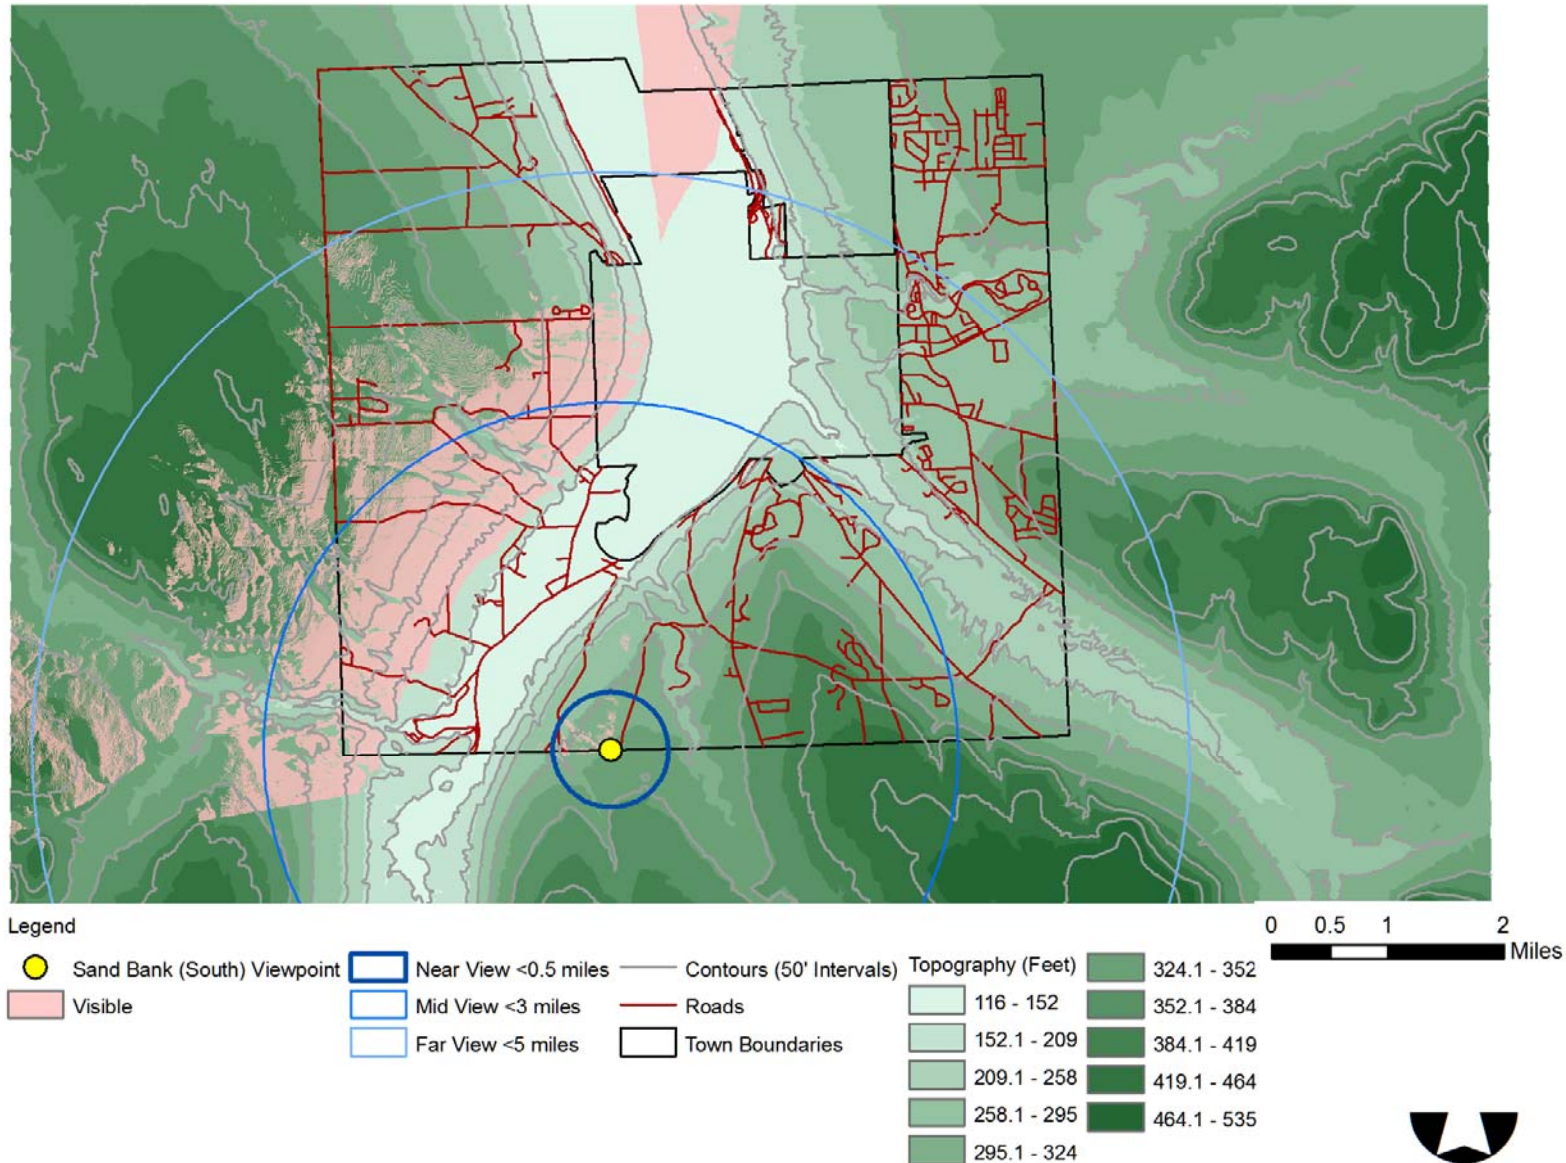 Legend
Sand Bank (South) Viewpoint
Visible
Near View <0.5 miles
Mid View <3 miles
Far View <5 miles
Contours (50' Intervals)
Roads
Town Boundaries
Topography (Feet)
116 - 152
152.1 - 209
209.1 - 258
258.1 - 295
295.1 - 324
324.1 - 352
352.1 - 384
384.1 - 419
419.1 - 464
464.1 - 535
0 0.5 1 2
Miles